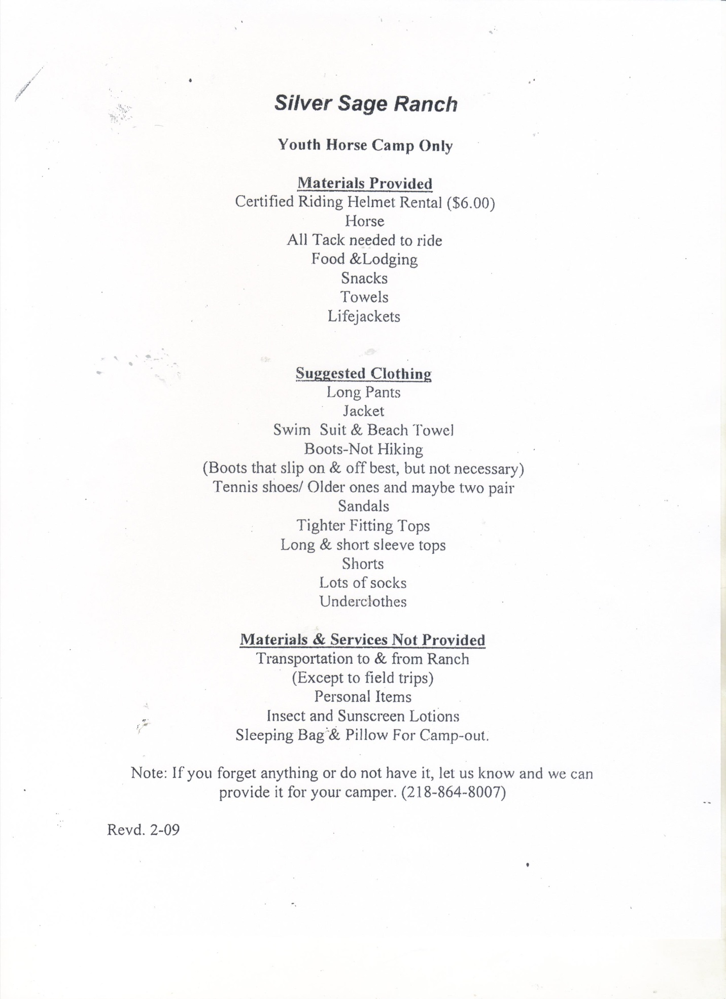 Silver Sage Ranch
Youth Horse Camp Only
Materials Provided
Certified Riding Helmet Rental ($6.00)
Horse
All Tack needed to ride
Food &Lodging
Snacks
Towels
Lifejackets
Suggested Clothing
Long Pants
Jacket
Swim  Suit & Beach Towel
Boots-Not Hiking
(Boots that slip on & off best, but not necessary)
Tennis shoes/ Older ones and maybe two pair
Sandals
Tighter Fitting Tops
Long & short sleeve tops
Shorts
Lots of socks
Underclothes
Materials & Services Not Provided
Transportation to & from Ranch
(Except to field trips)
Personal Items
Insect and Sunscreen Lotions
Sleeping Bag & Pillow For Camp-out.
Note: If you forget anything or do not have it, let us know and we can
provide it for your camper. (218-864-8007)
Revd. 2-09